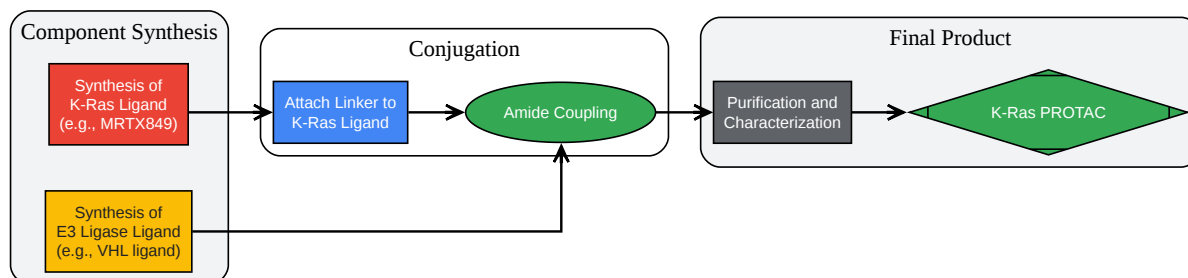 Component Synthesis
Synthesis of
K-Ras Ligand
(e.g., MRTX849)
Synthesis of
E3 Ligase Ligand
(e.g., VHL ligand)
Conjugation
Attach Linker to
K-Ras Ligand
Amide Coupling
Final Product
Purification and
Characterization
K-Ras PROTAC